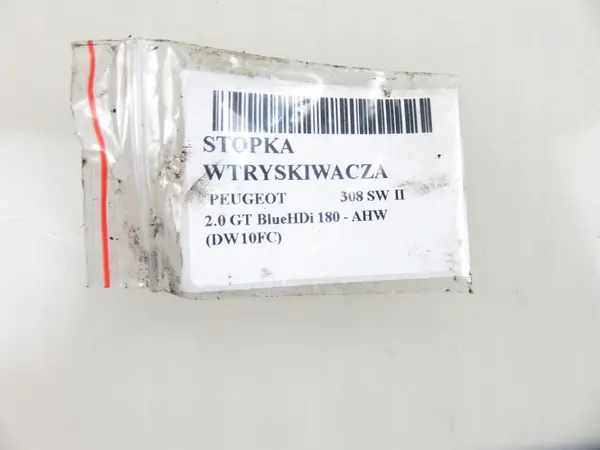 STOPKA
WTRYSKIWACZA
PEUGEOT 308 SW II
2.0 GT BlueHDi 180 - AHW
(DW10FC)